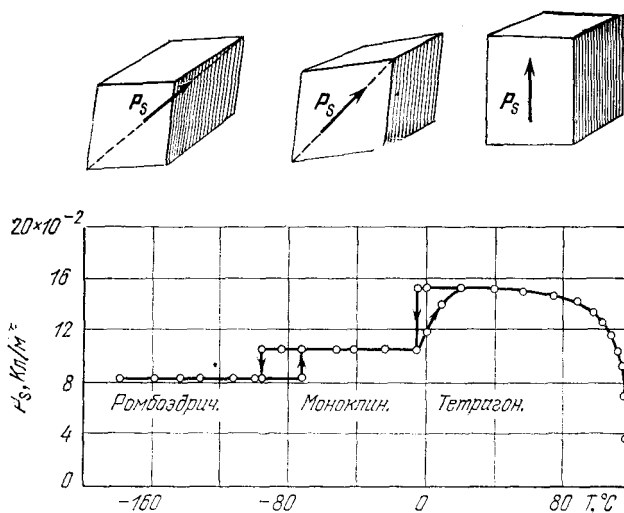 P_S
P_S
P_S
20×10⁻²
16
12
8
4
0
P_S, Кл/м²
Ромбоэдрич.
Моноклин.
Тетрагон.
-160
-80
0
80
T, °C